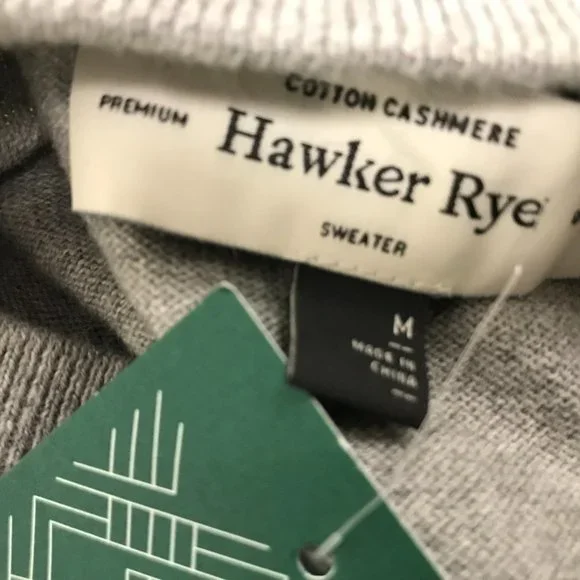 COTTON CASHMERE
PREMIUM
Hawker Rye
SWEATER
M
MADE IN
CHINA